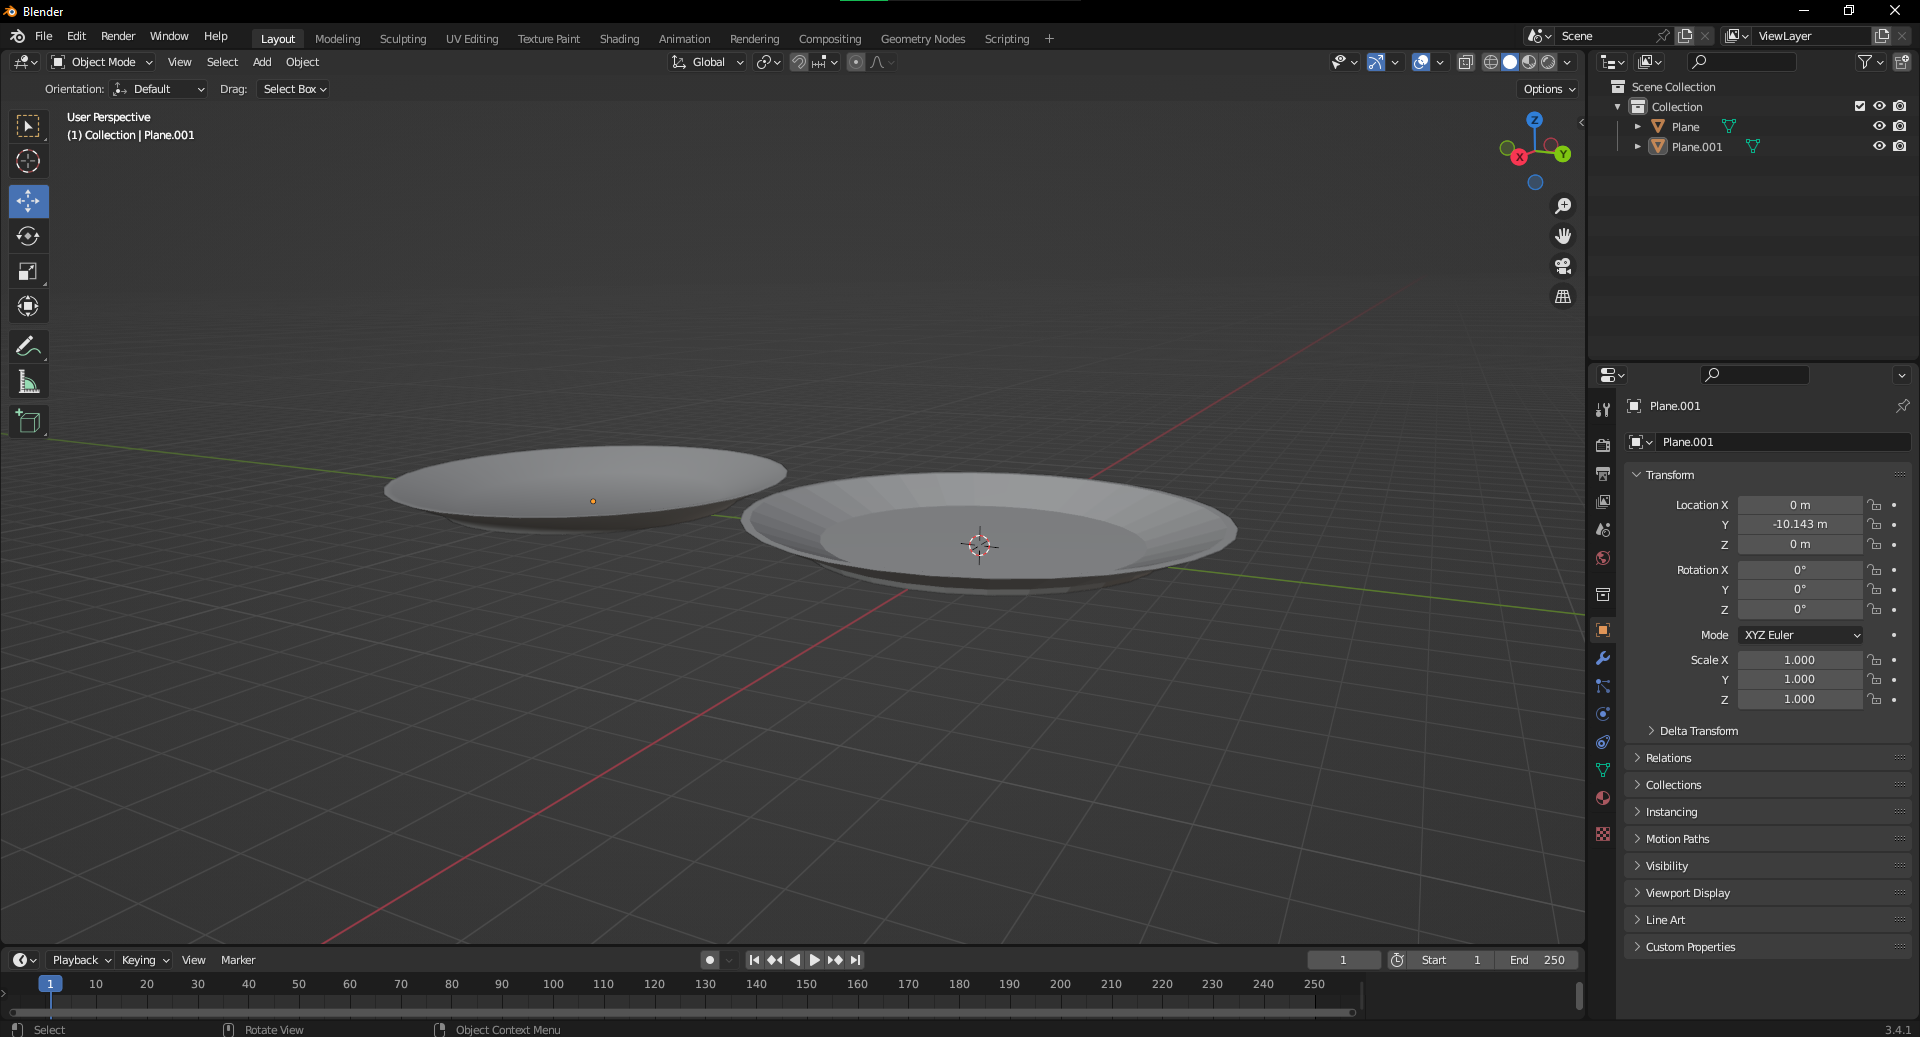 Blender
File Edit Render Window Help Layout Modeling Sculpting UV Editing Texture Paint Shading Animation Rendering Compositing Geometry Nodes Scripting + Scene ViewLayer
Object Mode View Select Add Object Global
Orientation: Default Drag: Select Box Options
User Perspective
(1) Collection | Plane.001
Z
X
Y
Scene Collection
Collection
Plane
Plane.001
Plane.001
Plane.001
Transform
Location X 0 m
Y -10.143 m
Z 0 m
Rotation X 0°
Y 0°
Z 0°
Mode XYZ Euler
Scale X 1.000
Y 1.000
Z 1.000
Delta Transform
Relations
Collections
Instancing
Motion Paths
Visibility
Viewport Display
Line Art
Custom Properties
Playback Keying View Marker 1 Start 1 End 250
1 10 20 30 40 50 60 70 80 90 100 110 120 130 140 150 160 170 180 190 200 210 220 230 240 250
Select Rotate View Object Context Menu 3.4.1